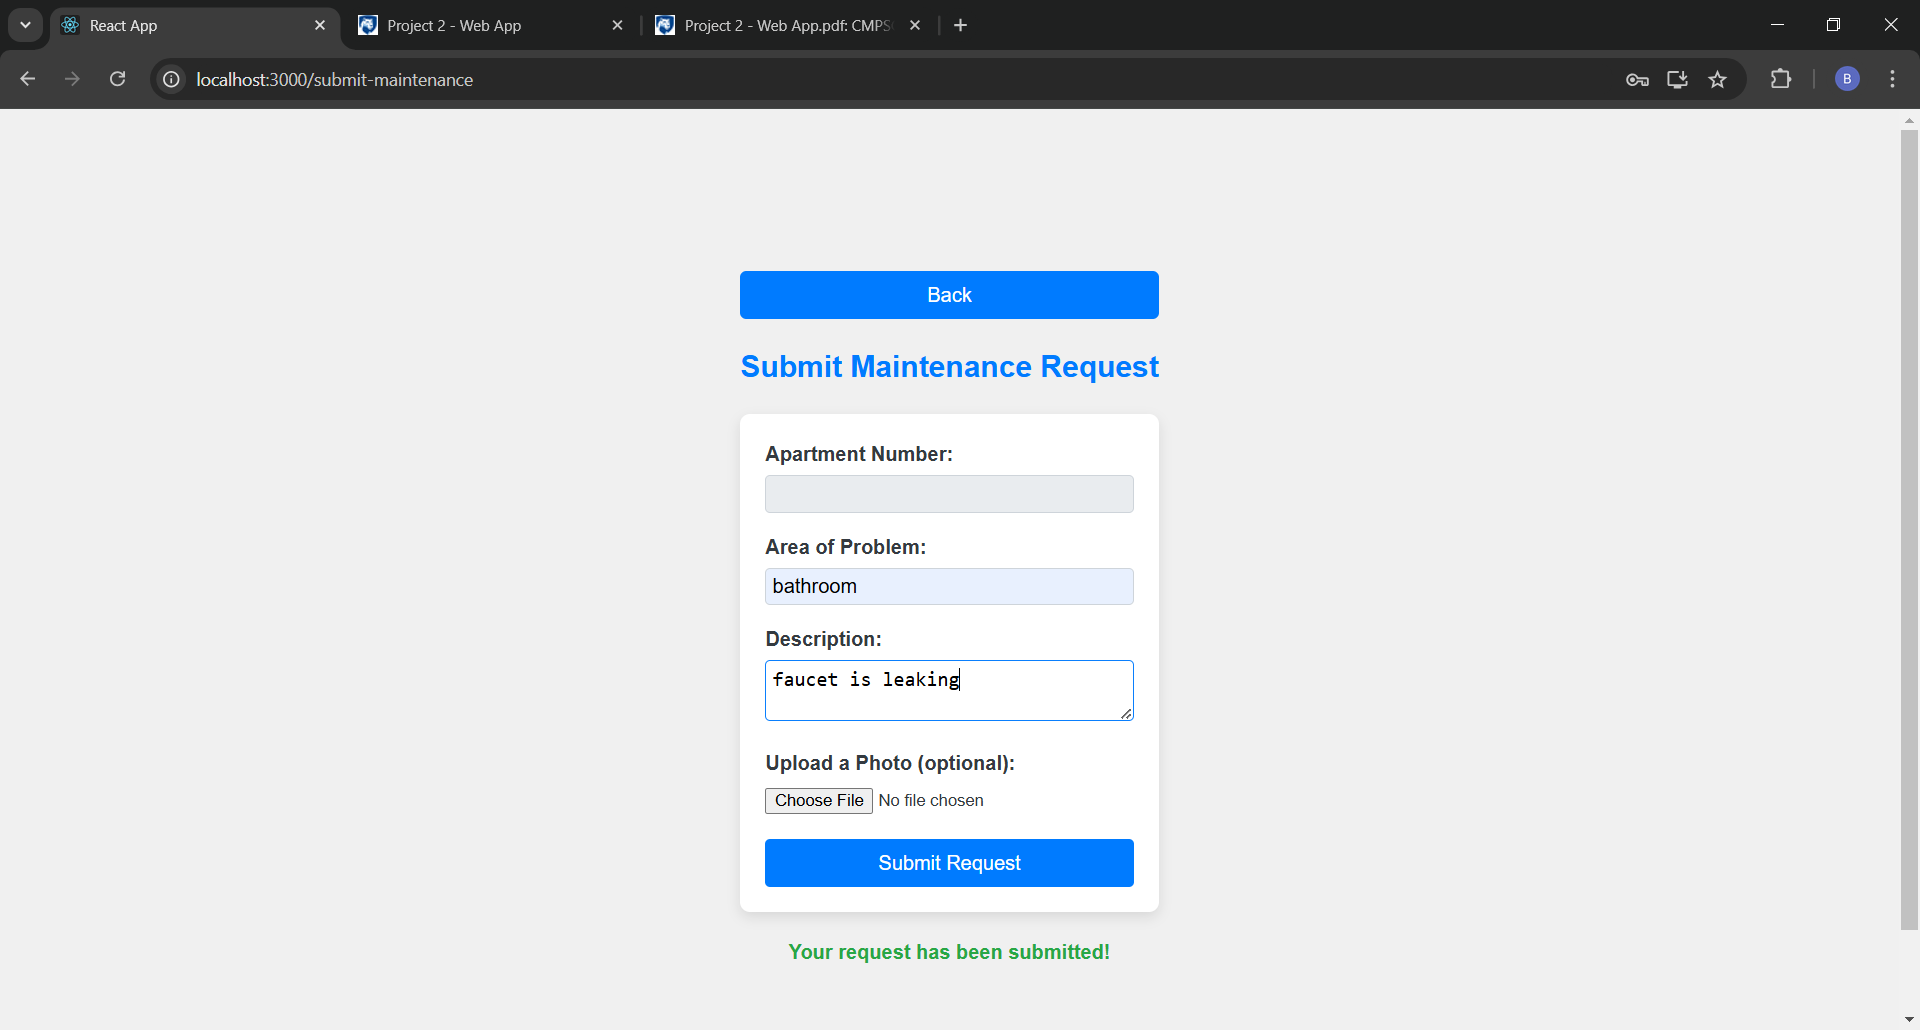 React App
Project 2 - Web App
Project 2 - Web App.pdf: CMPS
localhost:3000/submit-maintenance
B
Back
Submit Maintenance Request
Apartment Number:
Area of Problem:
bathroom
Description:
faucet is leaking
Upload a Photo (optional):
Choose File No file chosen
Submit Request
Your request has been submitted!